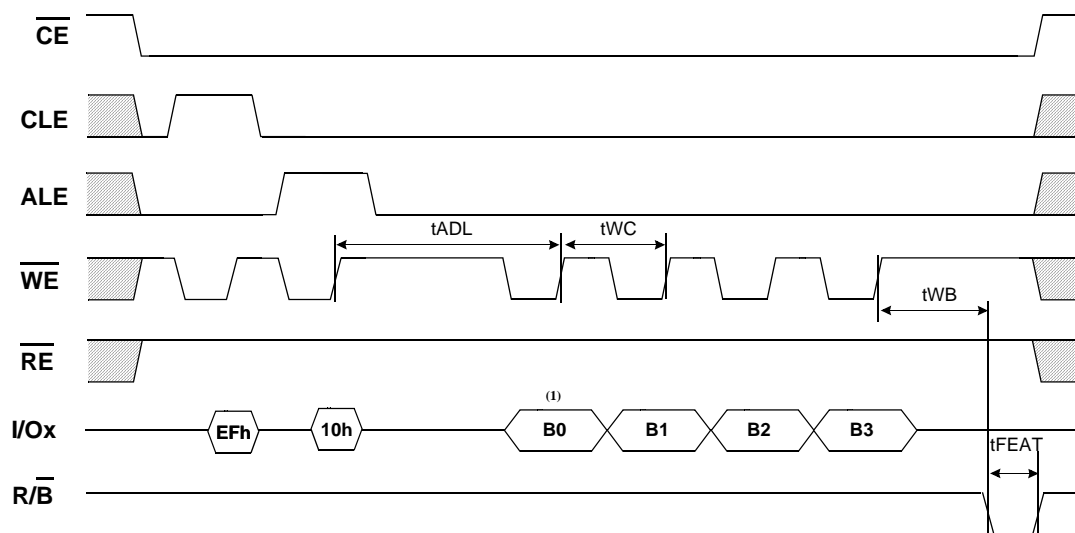 CE
CLE
ALE
tADL tWC
WE
tWB
RE
(1)
I/Ox EFh 10h B0 B1 B2 B3
tFEAT
R/B